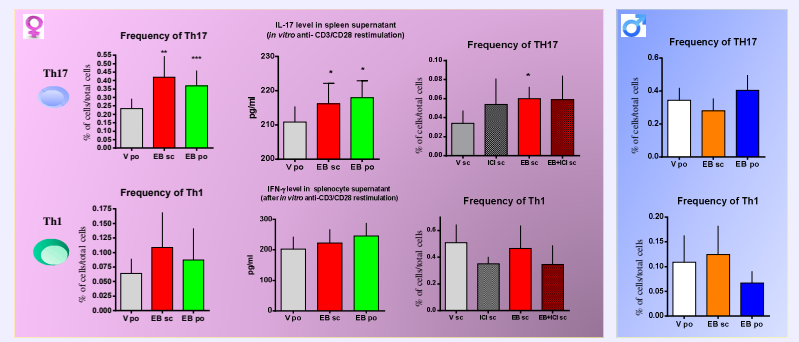 Th17
Frequency of Th17
**
***
% of cells/total cells
0.55
0.50
0.45
0.40
0.35
0.30
0.25
0.20
0.15
0.10
0.05
0.00
V po EB sc EB po
IL-17 level in spleen supernatant
(in vitro anti- CD3/CD28 restimulation)
*
*
pg/ml
230
220
210
200
V po EB sc EB po
Frequency of TH17
*
% of cells/total cells
0.10
0.08
0.06
0.04
0.02
0.00
V sc ICI sc EB sc EB+ICI sc
Frequency of TH17
% of cells/total cells
0.6
0.4
0.2
0.0
V po EB sc EB po
Th1
Frequency of Th1
% of cells/total cells
0.175
0.150
0.125
0.100
0.075
0.050
0.025
0.000
V po EB sc EB po
IFN-γ level in splenocyte supernatant
(after in vitro anti-CD3/CD28 restimulation)
pg/ml
300
200
100
0
V po EB sc EB po
Frequency of Th1
% of cells/total cells
0.6
0.4
0.2
0.0
V sc ICI sc EB sc EB+ICI sc
Frequency of Th1
% of cells/total cells
0.20
0.15
0.10
0.05
0.00
V po EB sc EB po